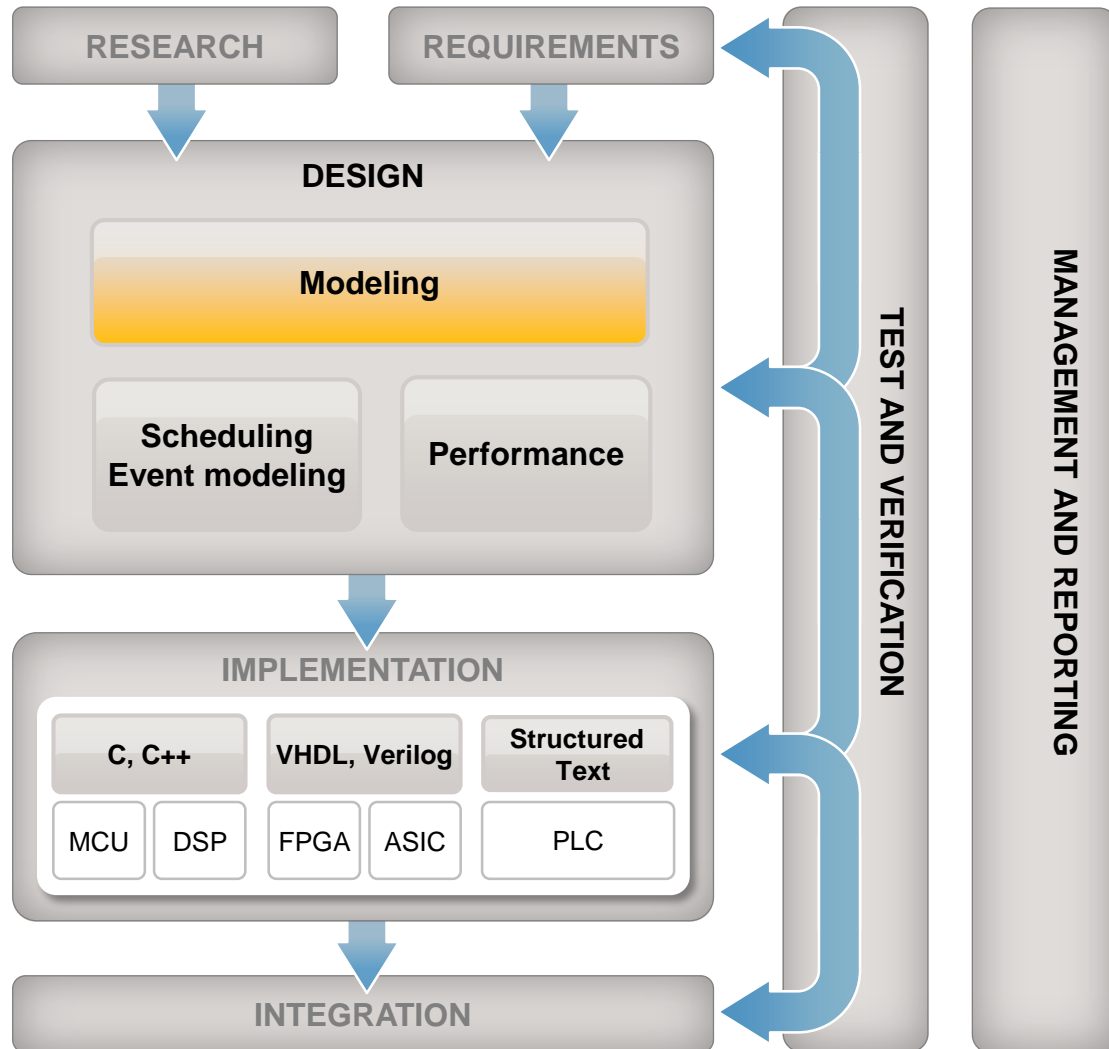 RESEARCH
REQUIREMENTS
DESIGN
Modeling
Scheduling
Event modeling
Performance
IMPLEMENTATION
C, C++
VHDL, Verilog
Structured
Text
MCU
DSP
FPGA
ASIC
PLC
INTEGRATION
TEST AND VERIFICATION
MANAGEMENT AND REPORTING